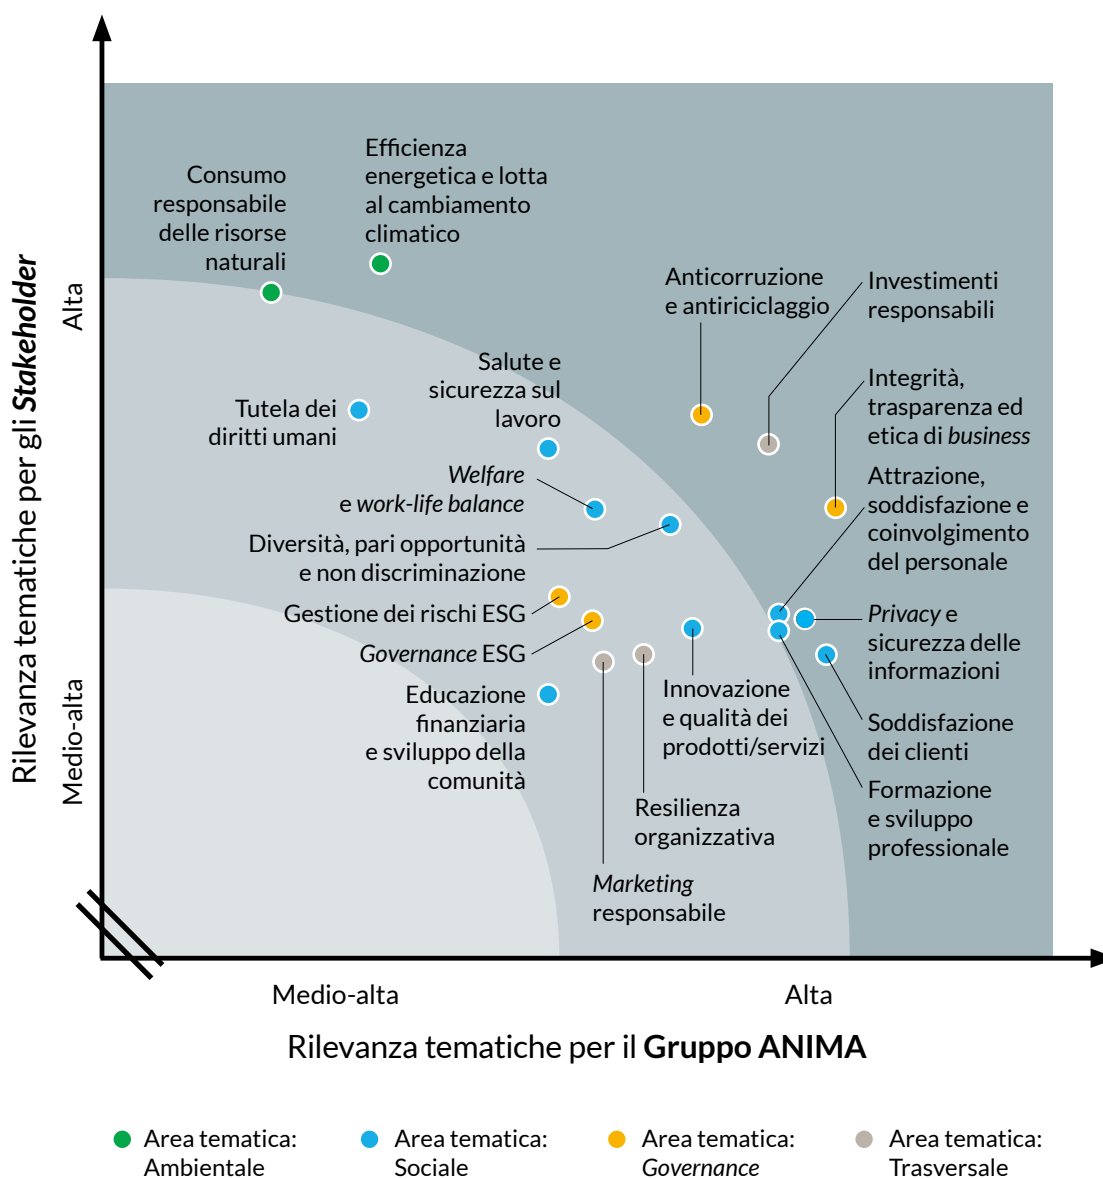 Efficienza
energetica e lotta
al cambiamento
climatico
Consumo
responsabile
delle risorse
naturali
Anticorruzione
e antiriciclaggio
Investimenti
responsabili
Salute e
sicurezza sul
lavoro
Integrità,
trasparenza ed
etica di business
Tutela dei
diritti umani
Welfare
e work-life balance
Attrazione,
soddisfazione e
coinvolgimento
del personale
Diversità, pari opportunità
e non discriminazione
Gestione dei rischi ESG
Governance ESG
Privacy e
sicurezza delle
informazioni
Educazione
finanziaria
e sviluppo della
comunità
Innovazione
e qualità dei
prodotti/servizi
Soddisfazione
dei clienti
Resilienza
organizzativa
Formazione
e sviluppo
professionale
Marketing
responsabile
Rilevanza tematiche per gli Stakeholder
Alta
Medio-alta
Medio-alta
Alta
Rilevanza tematiche per il Gruppo ANIMA
Area tematica:
Ambientale
Area tematica:
Sociale
Area tematica:
Governance
Area tematica:
Trasversale